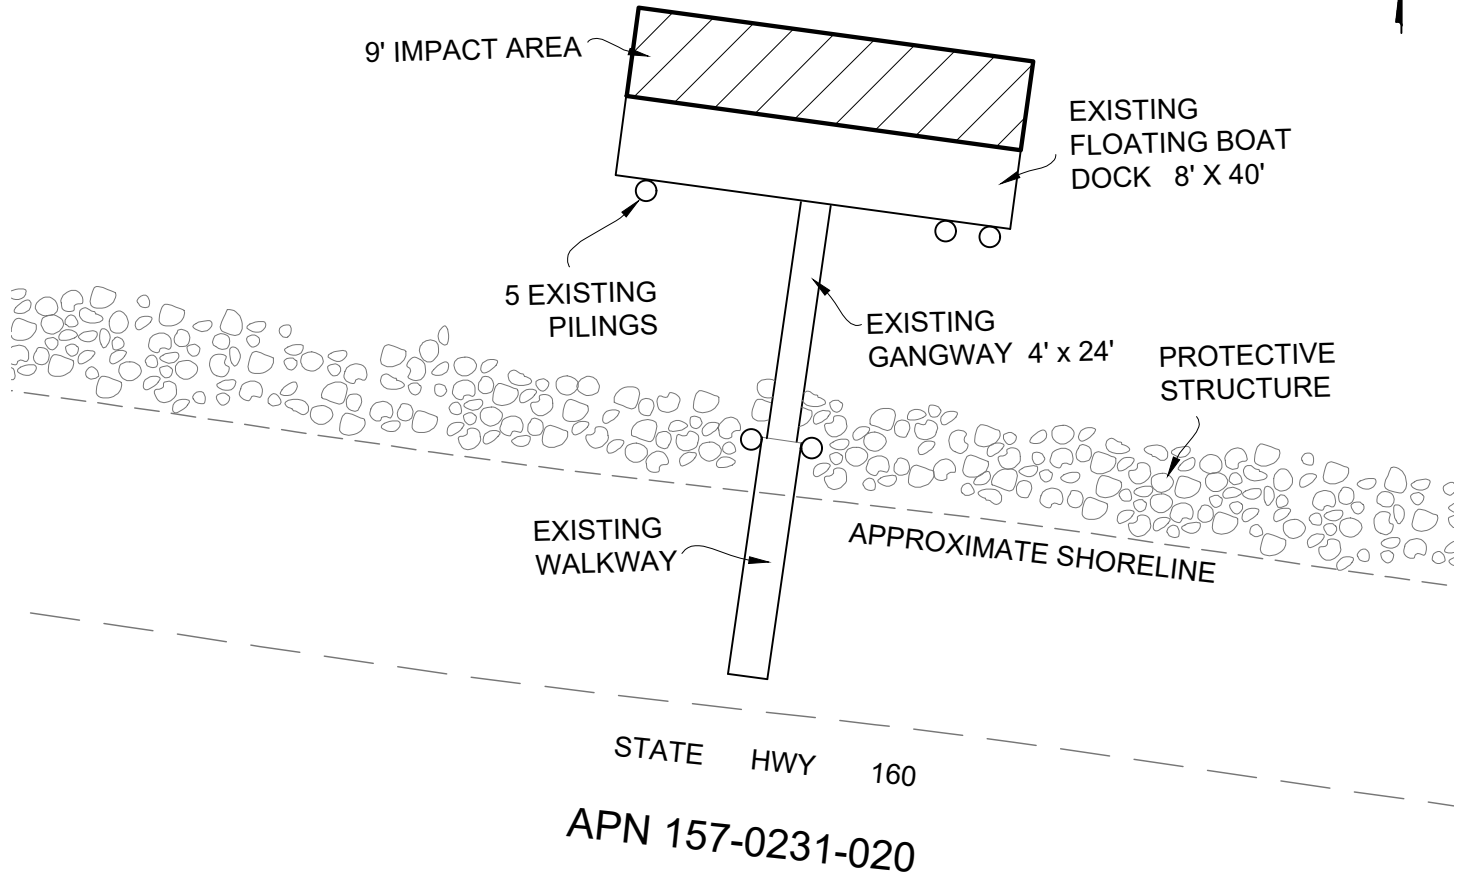 9' IMPACT AREA
EXISTING
FLOATING BOAT
DOCK 8' X 40'
5 EXISTING
PILINGS
EXISTING
GANGWAY 4' x 24'
PROTECTIVE
STRUCTURE
EXISTING
WALKWAY
APPROXIMATE SHORELINE
STATE HWY 160
APN 157-0231-020